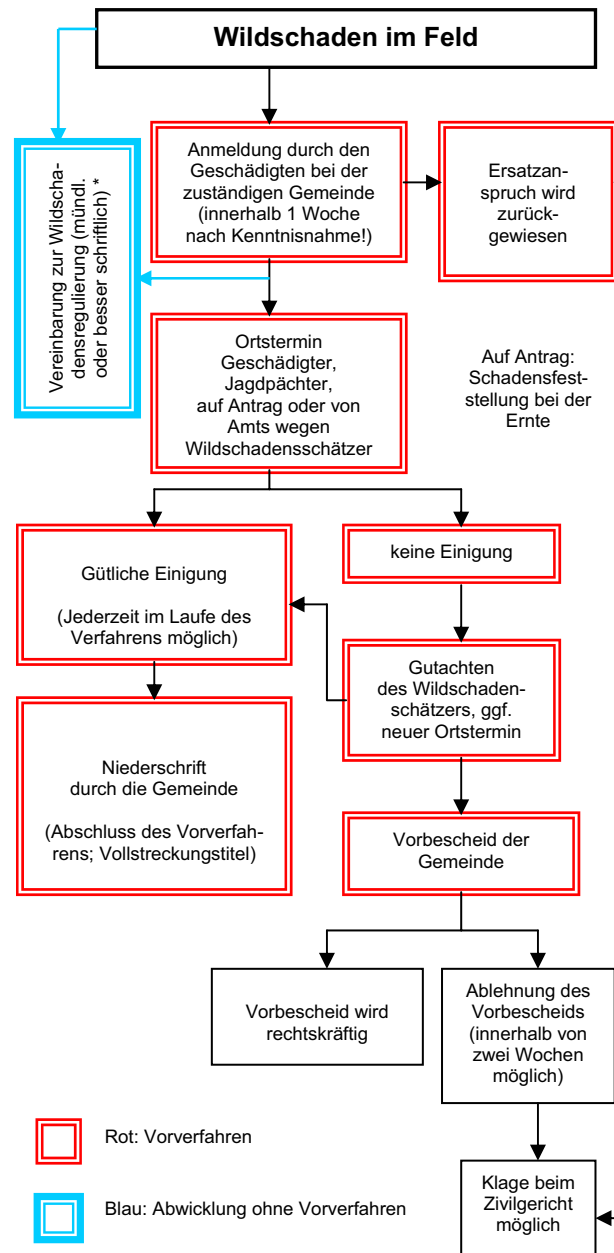 Wildschaden im Feld
Vereinbarung zur Wildscha-
densregulierung (mündl.
oder besser schriftlich) *
Anmeldung durch den
Geschädigten bei der
zuständigen Gemeinde
(innerhalb 1 Woche
nach Kenntnisnahme!)
Ersatzan-
spruch wird
zurück-
gewiesen
Ortstermin
Geschädigter,
Jagdpächter,
auf Antrag oder von
Amts wegen
Wildschadensschätzer
Auf Antrag:
Schadensfest-
stellung bei der
Ernte
Gütliche Einigung
(Jederzeit im Laufe des
Verfahrens möglich)
keine Einigung
Gutachten
des Wildschaden-
schätzers, ggf.
neuer Ortstermin
Niederschrift
durch die Gemeinde
(Abschluss des Vorverfah-
rens; Vollstreckungstitel)
Vorbescheid der
Gemeinde
Vorbescheid wird
rechtskräftig
Ablehnung des
Vorbescheids
(innerhalb von
zwei Wochen
möglich)
Rot: Vorverfahren
Blau: Abwicklung ohne Vorverfahren
Klage beim
Zivilgericht
möglich